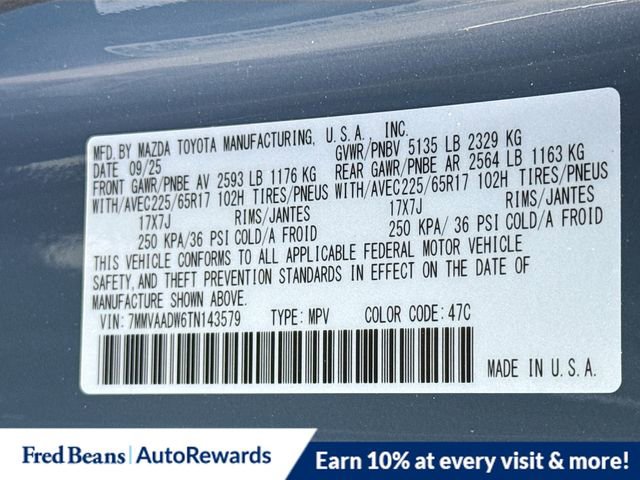 MFD.BY MAZDA TOYOTA MANUFACTURING, U.S.A., INC.
DATE 09/25 GVWR/PNBV 5135 LB 2329 KG
FRONT GAWR/PNBE AV 2593 LB 1176 KG REAR GAWR/PNBE AR 2564 LB 1163 KG
WITH/AVEC225/65R17 102H TIRES/PNEUS WITH/AVEC225/65R17 102H TIRES/PNEUS
17X7J RIMS/JANTES 17X7J RIMS/JANTES
250 KPA/36 PSI COLD/A FROID 250 KPA/ 36 PSI COLD/A FROID
THIS VEHICLE CONFORMS TO ALL APPLICABLE FEDERAL MOTOR VEHICLE
SAFETY, AND THEFT PREVENTION STANDARDS IN EFFECT ON THE DATE OF
MANUFACTURE SHOWN ABOVE.
VIN: 7MMVAADW6TN143579 TYPE: MPV COLOR CODE: 47C
MADE IN U.S.A.
Fred Beans | AutoRewards
Earn 10% at every visit & more!